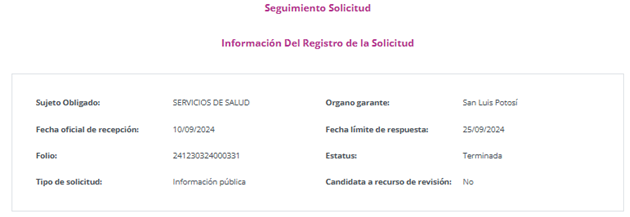 Seguimiento Solicitud
Información Del Registro de la Solicitud
Sujeto Obligado: SERVICIOS DE SALUD Organo garante: San Luis Potosí
Fecha oficial de recepción: 10/09/2024 Fecha límite de respuesta: 25/09/2024
Folio: 241230324000331 Estatus: Terminada
Tipo de solicitud: Información pública Candidata a recurso de revisión: No